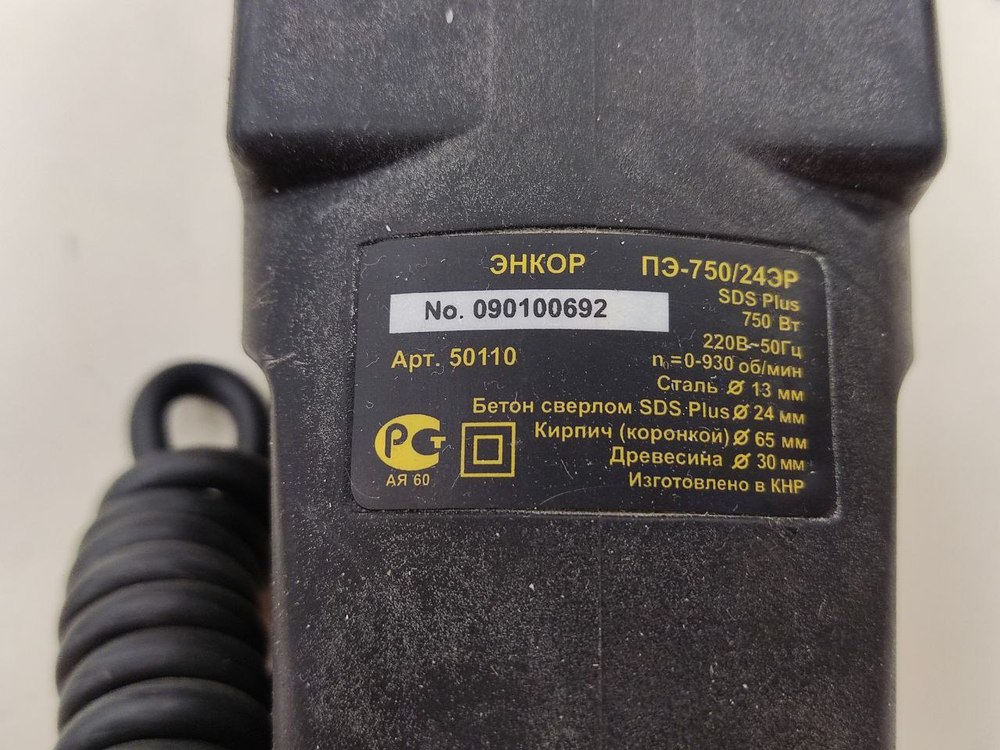 ЭНКОР ПЭ-750/24ЭР
No. 090100692
SDS Plus
750 Вт
Арт. 50110
220В~50Гц
n₀=0-930 об/мин
Сталь ⌀ 13 мм
Бетон сверлом SDS Plus ⌀ 24 мм
Кирпич (коронкой) ⌀ 65 мм
Древесина ⌀ 30 мм
Изготовлено в КНР
РСТ
АЯ 60